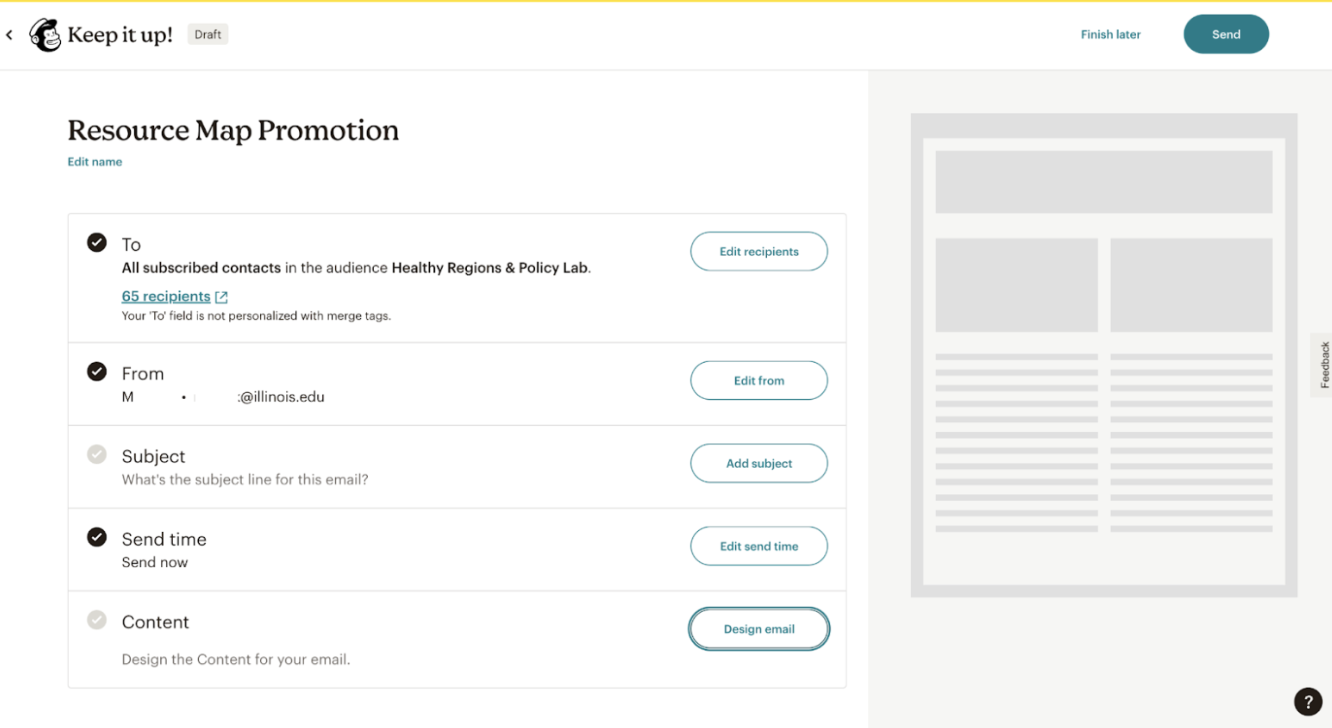 Keep it up! Draft Finish later Send
Resource Map Promotion
Edit name
To
All subscribed contacts in the audience Healthy Regions & Policy Lab.
Edit recipients
65 recipients
Your 'To' field is not personalized with merge tags.
From
M • :@illinois.edu
Edit from
Subject
What's the subject line for this email?
Add subject
Send time
Send now
Edit send time
Content
Design the Content for your email.
Design email
Feedback
?